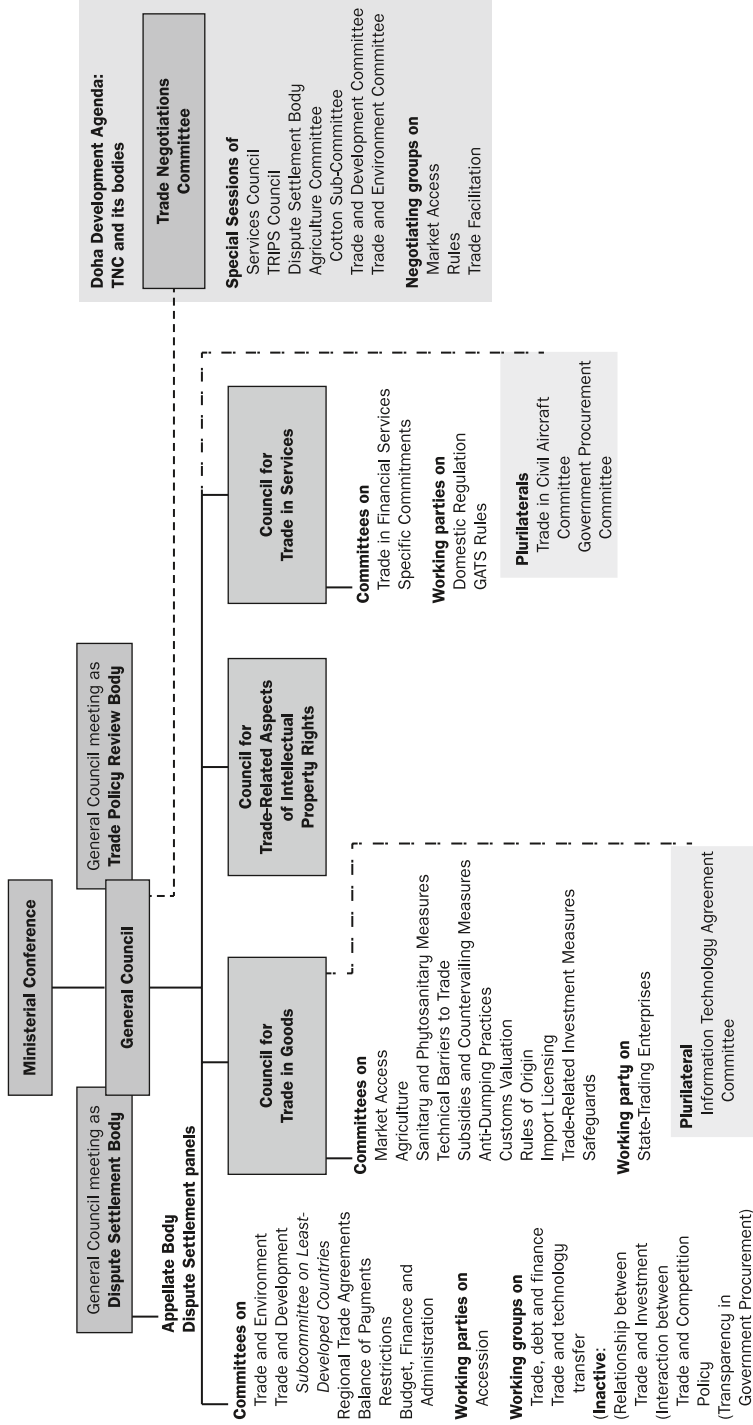 Ministerial Conference
General Council meeting as
Dispute Settlement Body
General Council
General Council meeting as
Trade Policy Review Body
Appellate Body
Dispute Settlement panels
Committees on
Trade and Environment
Trade and Development
Subcommittee on Least-
Developed Countries
Regional Trade Agreements
Balance of Payments
Restrictions
Budget, Finance and
Administration
Working parties on
Accession
Working groups on
Trade, debt and finance
Trade and technology
transfer
(Inactive:
(Relationship between
Trade and Investment
(Interaction between
Trade and Competition
Policy
(Transparency in
Government Procurement)
Council for
Trade in Goods
Committees on
Market Access
Agriculture
Sanitary and Phytosanitary Measures
Technical Barriers to Trade
Subsidies and Countervailing Measures
Anti-Dumping Practices
Customs Valuation
Rules of Origin
Import Licensing
Trade-Related Investment Measures
Safeguards
Working party on
State-Trading Enterprises
Plurilateral
Information Technology Agreement
Committee
Council for
Trade-Related Aspects
of Intellectual
Property Rights
Council for
Trade in Services
Committees on
Trade in Financial Services
Specific Commitments
Working parties on
Domestic Regulation
GATS Rules
Plurilaterals
Trade in Civil Aircraft
Committee
Government Procurement
Committee
Doha Development Agenda:
TNC and its bodies
Trade Negotiations
Committee
Special Sessions of
Services Council
TRIPS Council
Dispute Settlement Body
Agriculture Committee
Cotton Sub-Committee
Trade and Development Committee
Trade and Environment Committee
Negotiating groups on
Market Access
Rules
Trade Facilitation